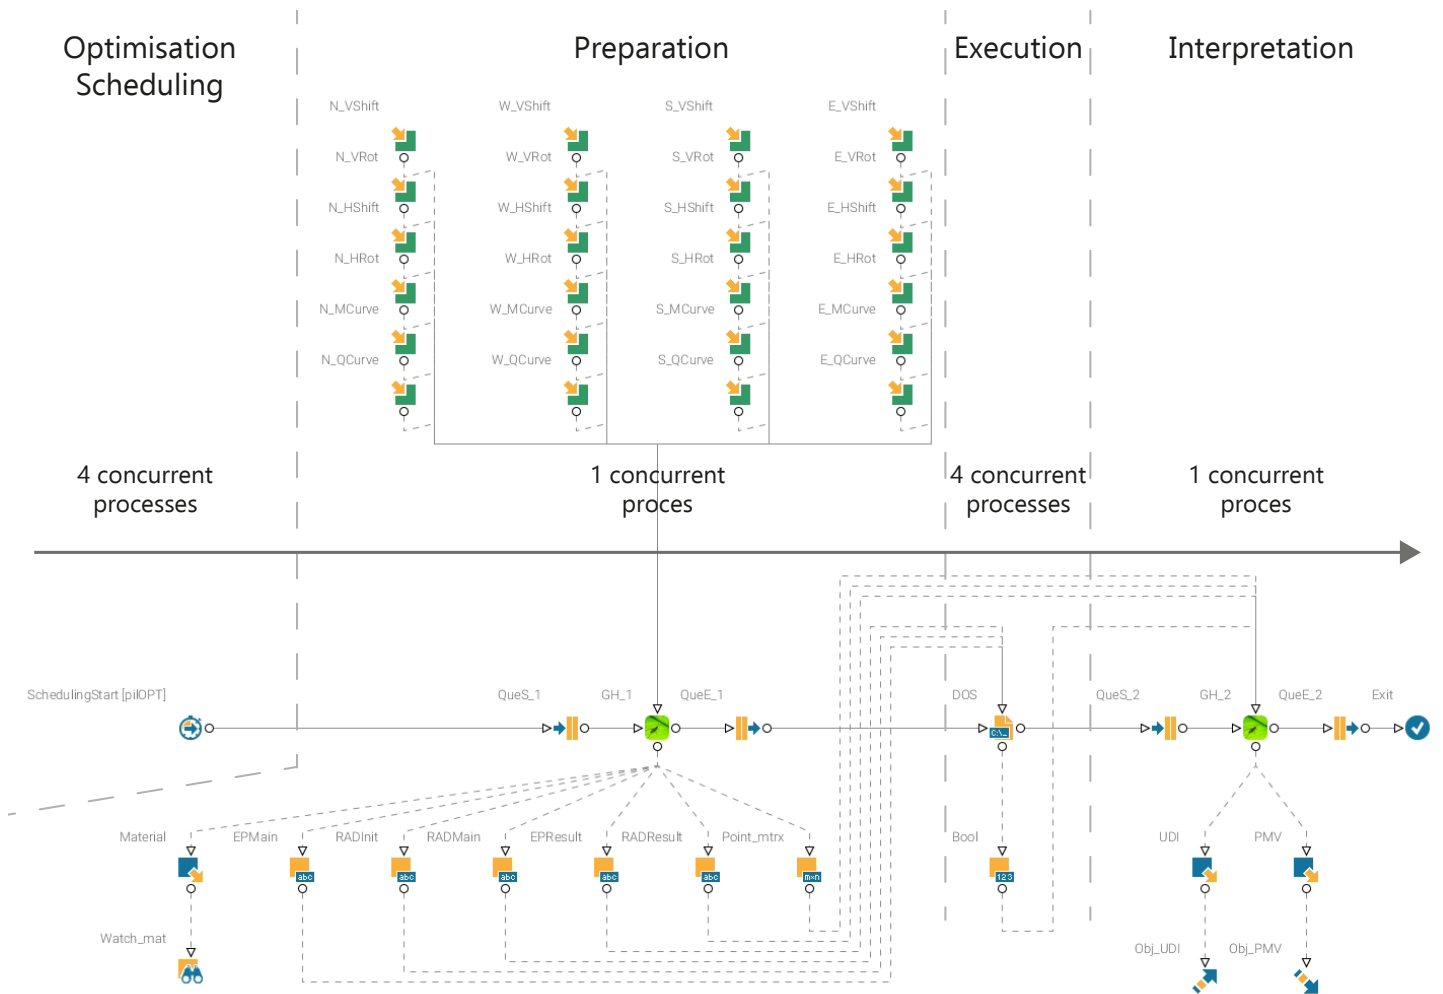 Optimisation
Scheduling
Preparation
Execution
Interpretation
N_VShift
W_VShift
S_VShift
E_VShift
N_VRot
W_VRot
S_VRot
E_VRot
N_HShift
W_HShift
S_HShift
E_HShift
N_HRot
W_HRot
S_HRot
E_HRot
N_MCurve
W_MCurve
S_MCurve
E_MCurve
N_QCurve
W_QCurve
S_QCurve
E_QCurve
4 concurrent
processes
1 concurrent
proces
4 concurrent
processes
1 concurrent
proces
SchedulingStart [pilOPT]
QueS_1
GH_1
QueE_1
DOS
QueS_2
GH_2
QueE_2
Exit
C:\_
Material
EPMain
RADInit
RADMain
EPResult
RADResult
Point_mtrx
Bool
UDI
PMV
abc
abc
abc
abc
abc
m×n
123
Watch_mat
Obj_UDI
Obj_PMV